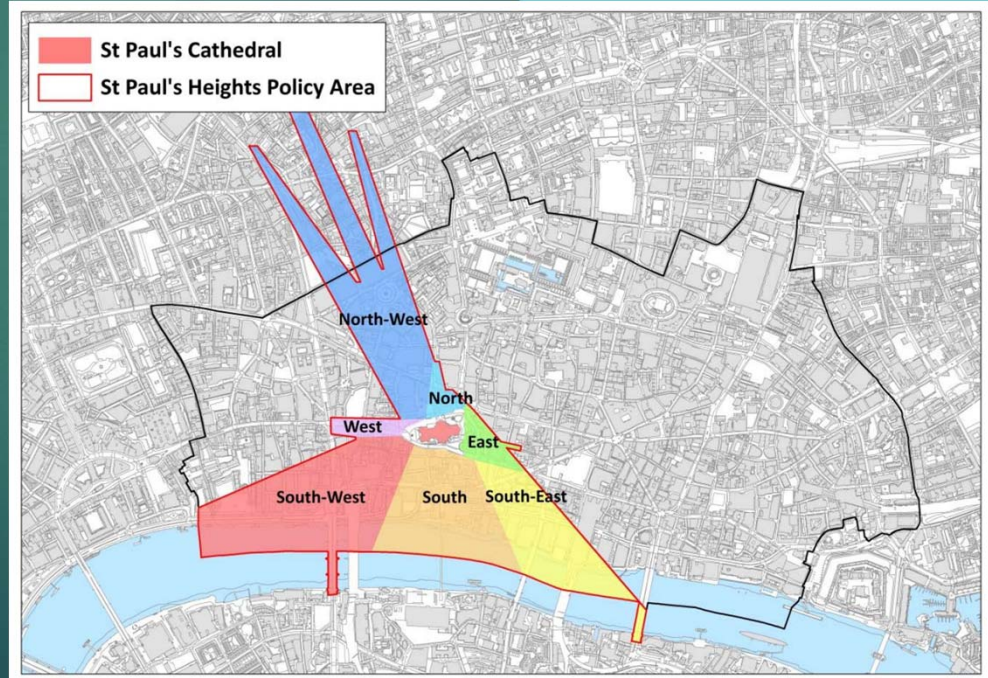 St Paul's Cathedral
St Paul's Heights Policy Area
North-West
North
West
East
South-West
South
South-East